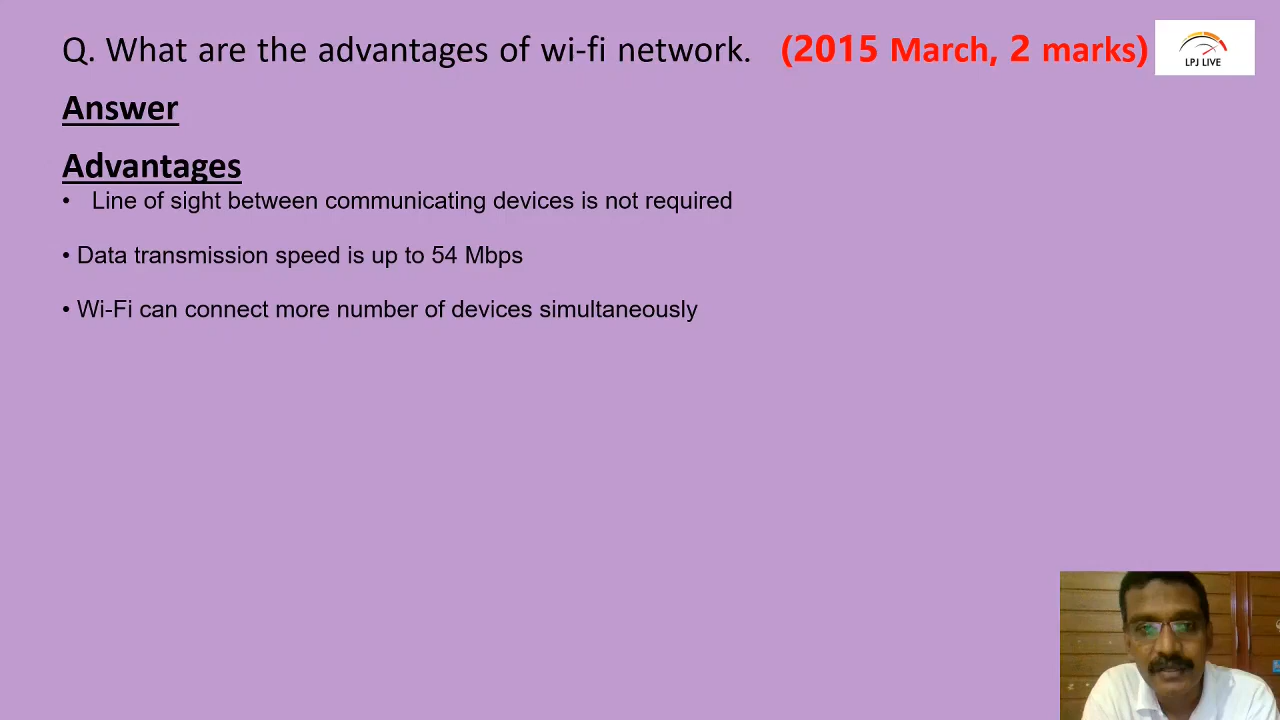 Q. What are the advantages of wi-fi network. (2015 March, 2 marks)
LPJ LIVE
Answer
Advantages
• Line of sight between communicating devices is not required
• Data transmission speed is up to 54 Mbps
• Wi-Fi can connect more number of devices simultaneously